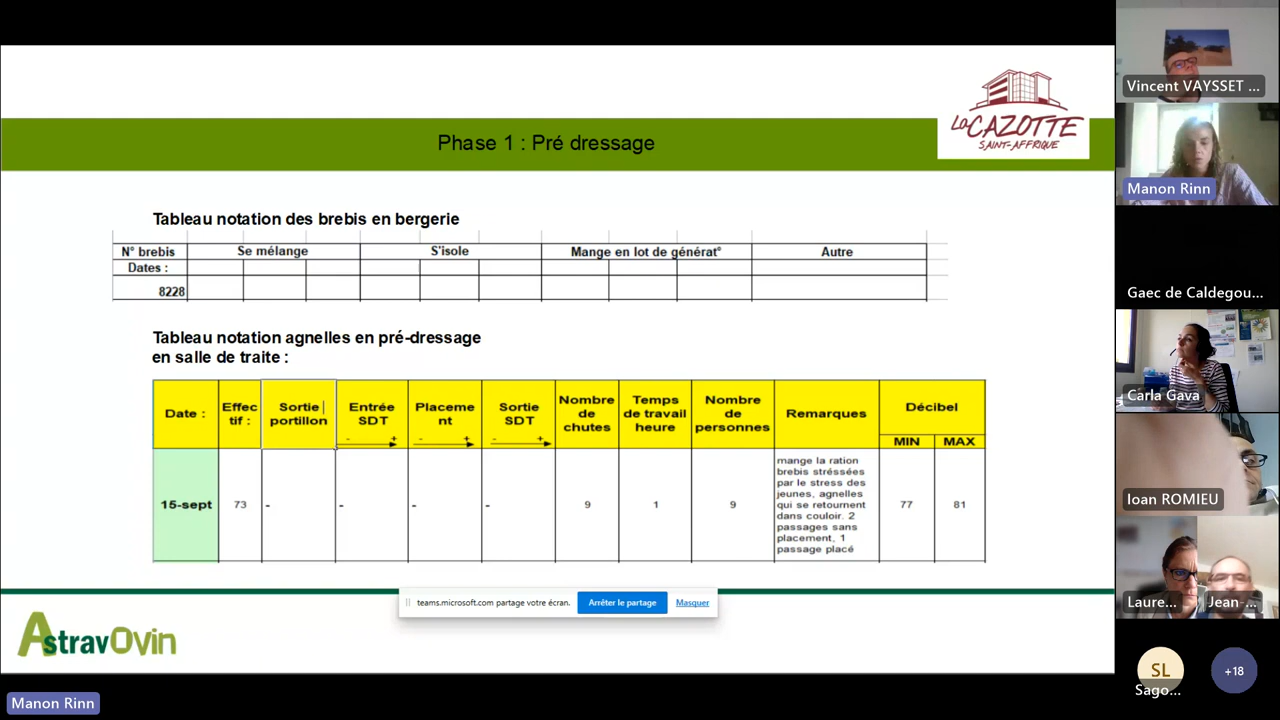 La CAZOTTE
SAINT-AFFRIQUE
Phase 1 : Pré dressage
Tableau notation des brebis en bergerie
N° brebis Se mélange S'isole Mange en lot de générat° Autre
Dates :
8228
Tableau notation agnelles en pré-dressage
en salle de traite :
Date :
Effec
tif :
Sortie
portillon
Entrée
SDT
- +
Placeme
nt
- +
Sortie
SDT
- +
Nombre
de
chutes
Temps
de travail
heure
Nombre
de
personnes
Remarques
Décibel
MIN MAX
15-sept 73 - - - - 9 1 9
mange la ration
brebis stréssées
par le stress des
jeunes, agnelles
qui se retournent
dans couloir. 2
passages sans
placement, 1
passage placé
77 81
teams.microsoft.com partage votre écran. Arrêter le partage Masquer
AstravOvin
Manon Rinn
Vincent VAYSSET ...
Manon Rinn
Gaec de Caldegou...
Carla Gava
Ioan ROMIEU
Laure... Jean-...
SL
Sago...
+18